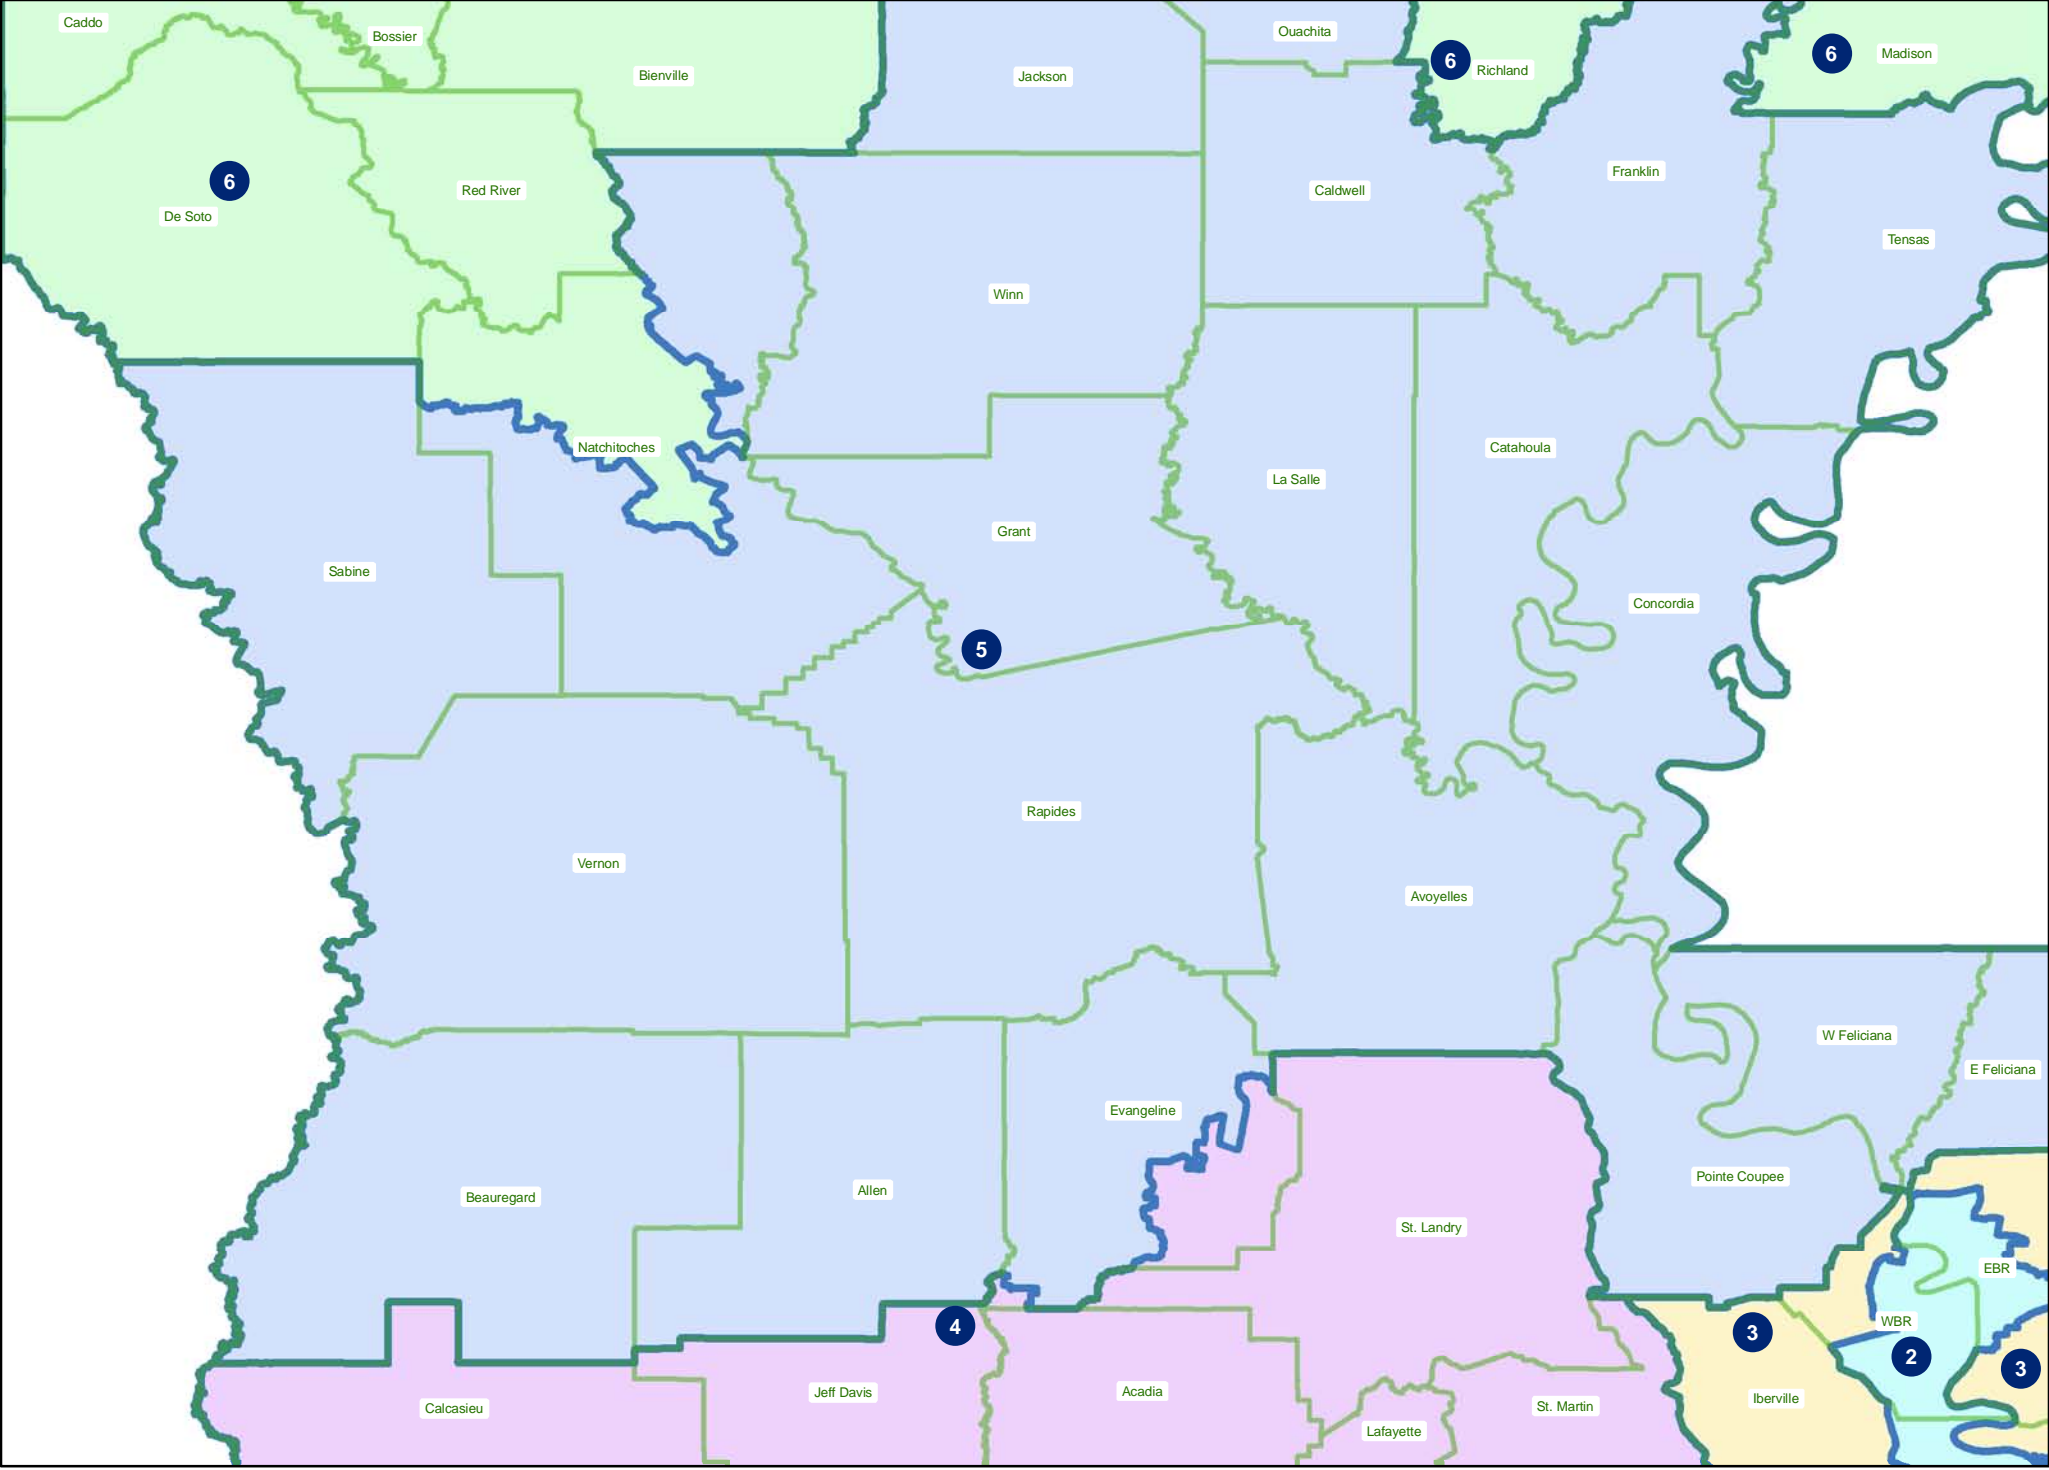 Caddo
Bossier
Ouachita
6
Richland
6
Madison
Bienville
Jackson
Franklin
6
De Soto
Red River
Caldwell
Tensas
Winn
Natchitoches
Catahoula
La Salle
Grant
Sabine
Concordia
5
Rapides
Vernon
Avoyelles
W Feliciana
E Feliciana
Evangeline
Pointe Coupee
Beauregard
Allen
St. Landry
EBR
4
3
WBR
2
3
Jeff Davis
Acadia
Iberville
Calcasieu
St. Martin
Lafayette